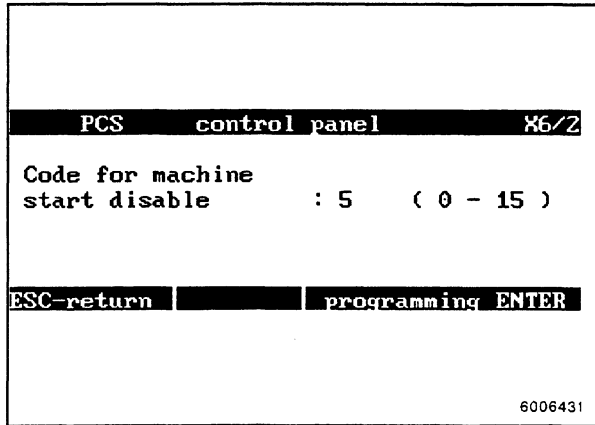 PCS control panel X6/2
Code for machine
start disable : 5 ( 0 - 15 )
ESC-return programming ENTER
6006431